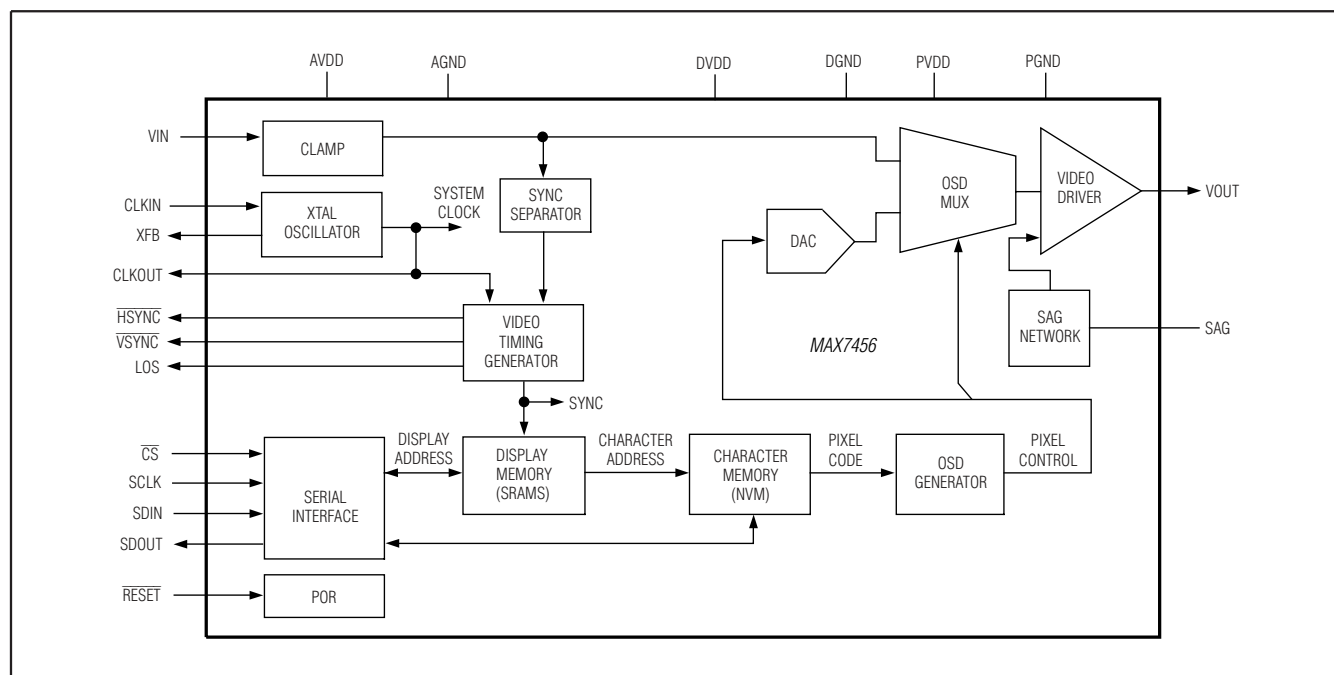 AVDD
AGND
DVDD
DGND
PVDD
PGND
VIN
CLAMP
CLKIN
XFB
XTAL
OSCILLATOR
SYSTEM
CLOCK
SYNC
SEPARATOR
CLKOUT
HSYNC
VSYNC
LOS
VIDEO
TIMING
GENERATOR
SYNC
DAC
OSD
MUX
VIDEO
DRIVER
VOUT
SAG
NETWORK
SAG
MAX7456
CS
SCLK
SDIN
SDOUT
SERIAL
INTERFACE
DISPLAY
ADDRESS
DISPLAY
MEMORY
(SRAMS)
CHARACTER
ADDRESS
CHARACTER
MEMORY
(NVM)
PIXEL
CODE
OSD
GENERATOR
PIXEL
CONTROL
RESET
POR